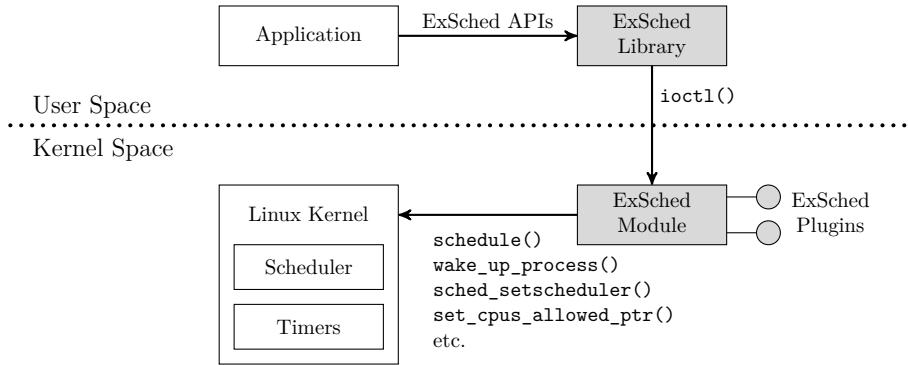 Application
ExSched APIs
ExSched
Library
ioctl()
User Space
Kernel Space
Linux Kernel
Scheduler
Timers
ExSched
Module
ExSched
Plugins
schedule()
wake_up_process()
sched_setscheduler()
set_cpus_allowed_ptr()
etc.